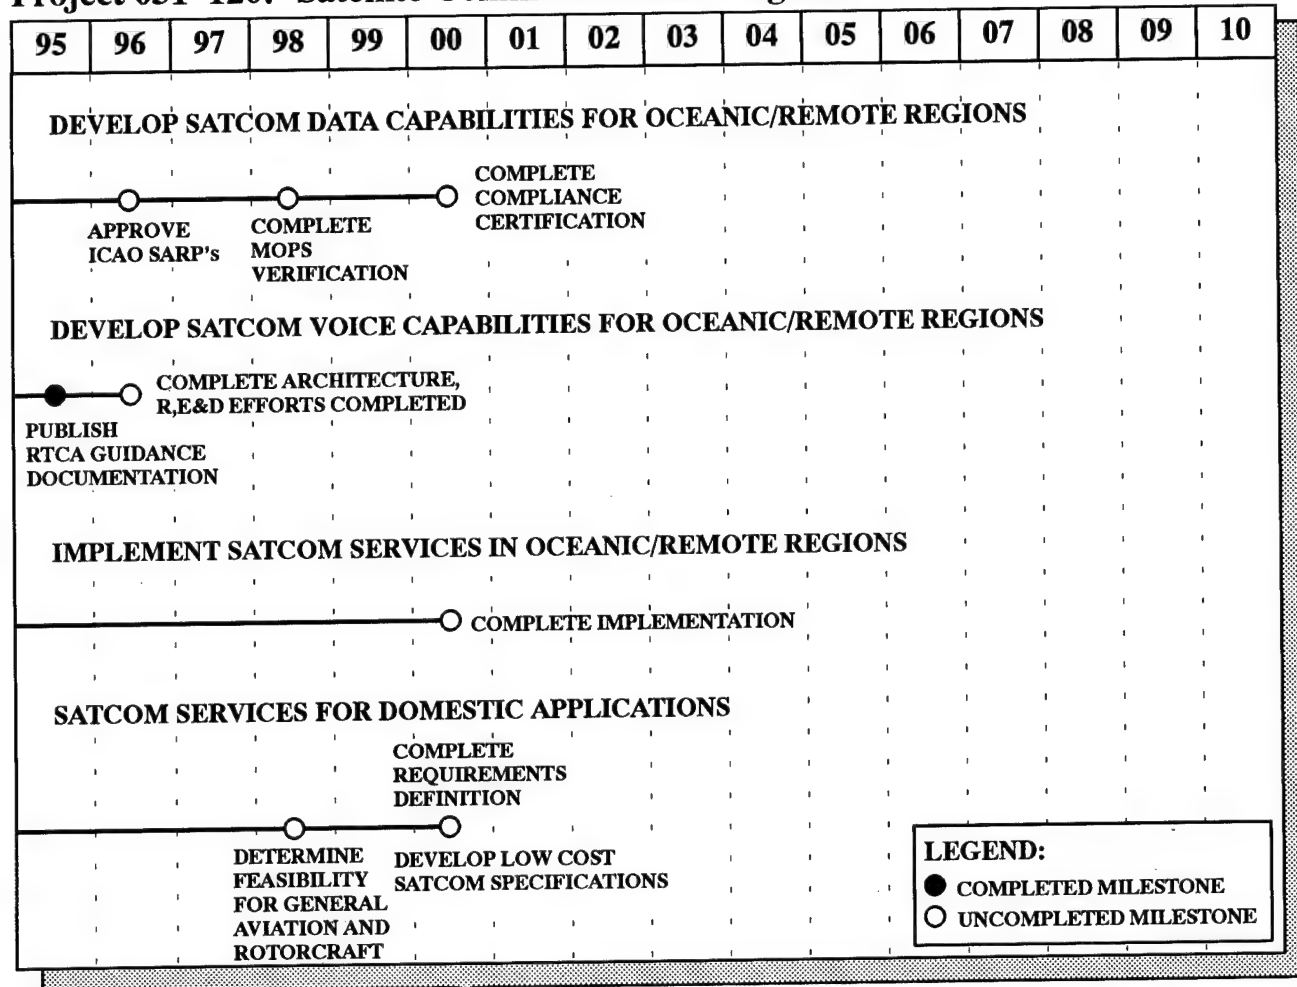 95 96 97 98 99 00 01 02 03 04 05 06 07 08 09 10
DEVELOP SATCOM DATA CAPABILITIES FOR OCEANIC/REMOTE REGIONS
COMPLETE
COMPLIANCE
CERTIFICATION
APPROVE
ICAO SARP's
COMPLETE
MOPS
VERIFICATION
DEVELOP SATCOM VOICE CAPABILITIES FOR OCEANIC/REMOTE REGIONS
COMPLETE ARCHITECTURE,
R,E&D EFFORTS COMPLETED
PUBLISH
RTCA GUIDANCE
DOCUMENTATION
IMPLEMENT SATCOM SERVICES IN OCEANIC/REMOTE REGIONS
COMPLETE IMPLEMENTATION
SATCOM SERVICES FOR DOMESTIC APPLICATIONS
COMPLETE
REQUIREMENTS
DEFINITION
DETERMINE
FEASIBILITY
FOR GENERAL
AVIATION AND
ROTORCRAFT
DEVELOP LOW COST
SATCOM SPECIFICATIONS
LEGEND:
COMPLETED MILESTONE
UNCOMPLETED MILESTONE